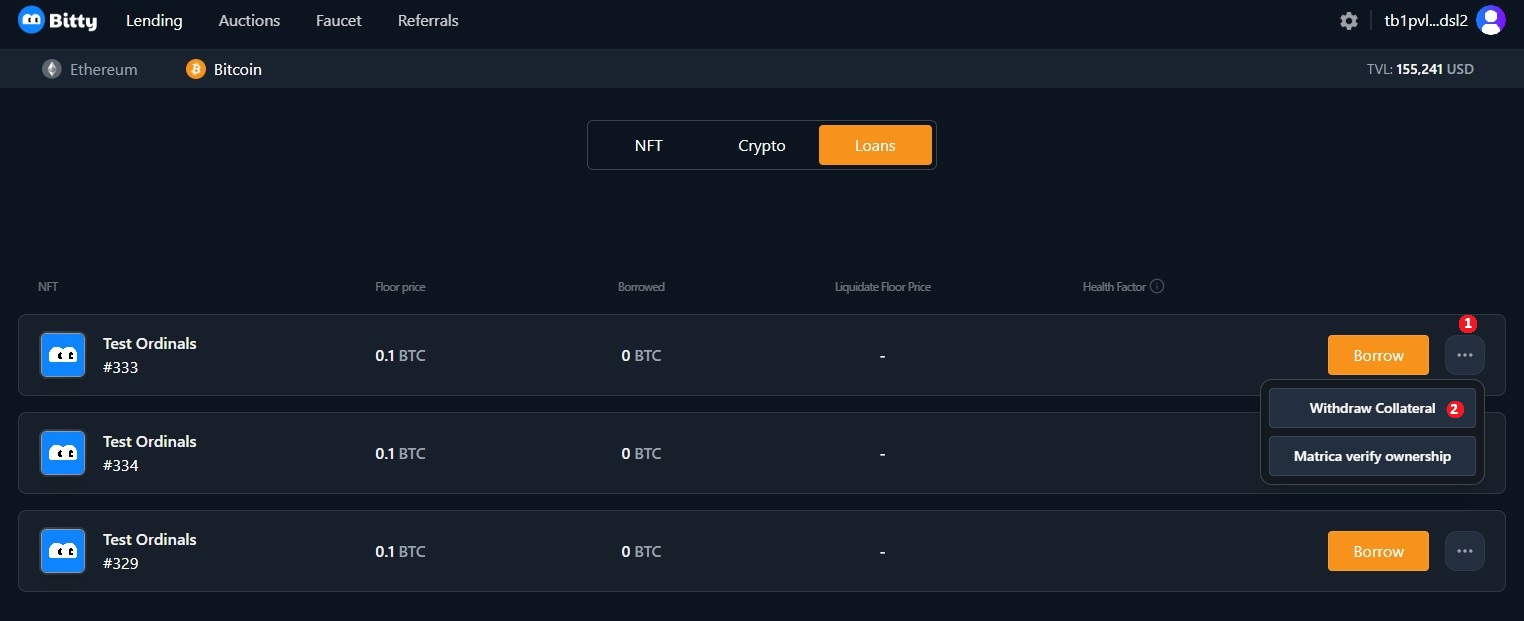 Bitty Lending Auctions Faucet Referrals tb1pvl...dsl2
Ethereum Bitcoin TVL: 155,241 USD
NFT Crypto Loans
NFT Floor price Borrowed Liquidate Floor Price Health Factor
1
Test Ordinals
#333
0.1 BTC 0 BTC - Borrow ...
Withdraw Collateral 2
Matrica verify ownership
Test Ordinals
#334
0.1 BTC 0 BTC -
Test Ordinals
#329
0.1 BTC 0 BTC - Borrow ...